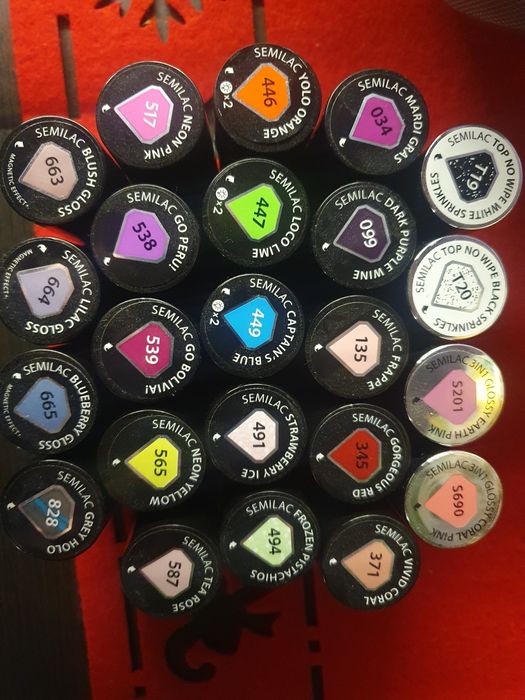 SEMILAC BLUSH GLOSS
663
MAGNETIC EFFECT
SEMILAC LILAC GLOSS
664
MAGNETIC EFFECT
SEMILAC BLUEBERRY GLOSS
665
MAGNETIC EFFECT
SEMILAC GREY HOLO
828
SEMILAC NEON PINK
517
SEMILAC GO PERU!
538
SEMILAC GO BOLIVIA!
539
SEMILAC NEON YELLOW
565
SEMILAC TEA ROSE
587
SEMILAC YOLO ORANGE
446
×2
SEMILAC LOCO LIME
447
×2
SEMILAC CAPTAIN'S BLUE
449
×2
SEMILAC STRAWBERRY ICE
491
SEMILAC FROZEN PISTACHIOS
494
SEMILAC MARDI GRAS
034
SEMILAC DARK PURPLE WINE
099
SEMILAC FRAPPE
135
SEMILAC GORGEOUS RED
345
SEMILAC VIVID CORAL
371
SEMILAC TOP NO WIPE WHITE SPRINKLES
T19
SEMILAC TOP NO WIPE BLACK SPRINKLES
T20
SEMILAC 3IN1 GLOSSY EARTH PINK
S201
SEMILAC 3IN1 GLOSSY CORAL PINK
S690